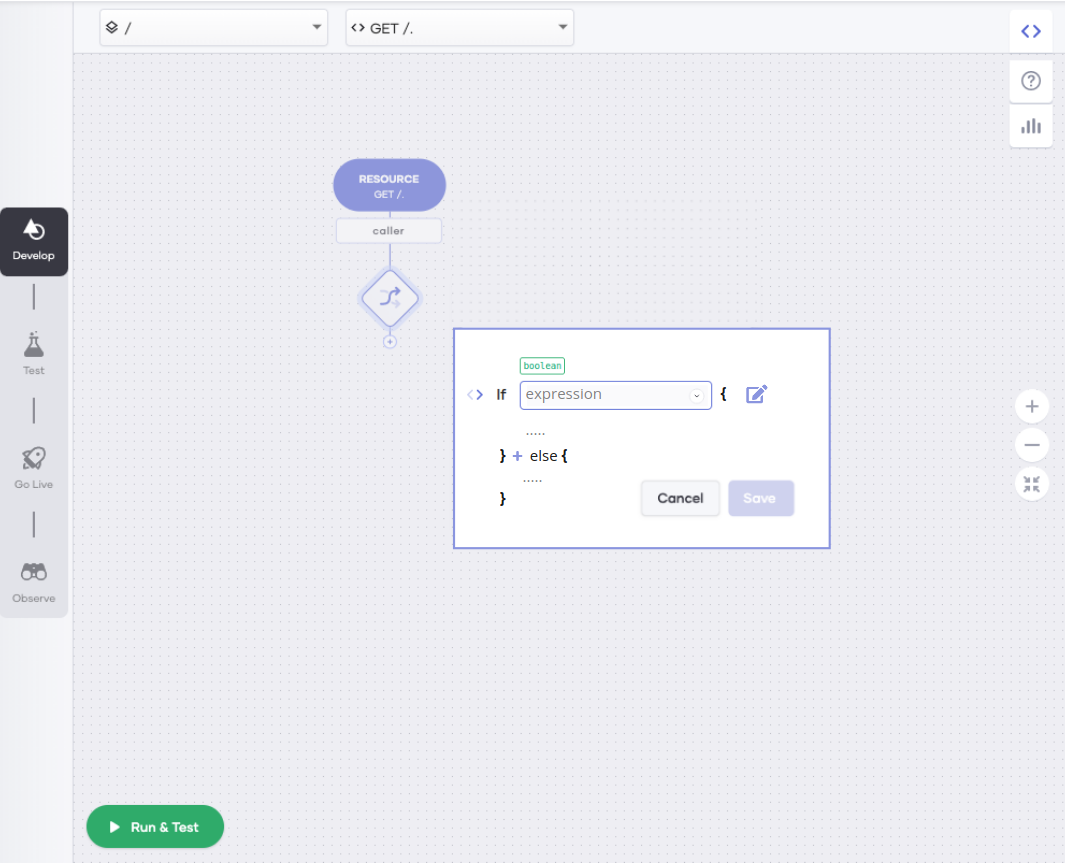 /
<> GET /.
<>
RESOURCE
GET /.
caller
Develop
Test
Go Live
Observe
boolean
<> If expression {
.....
} + else {
.....
}
Cancel Save
Run & Test